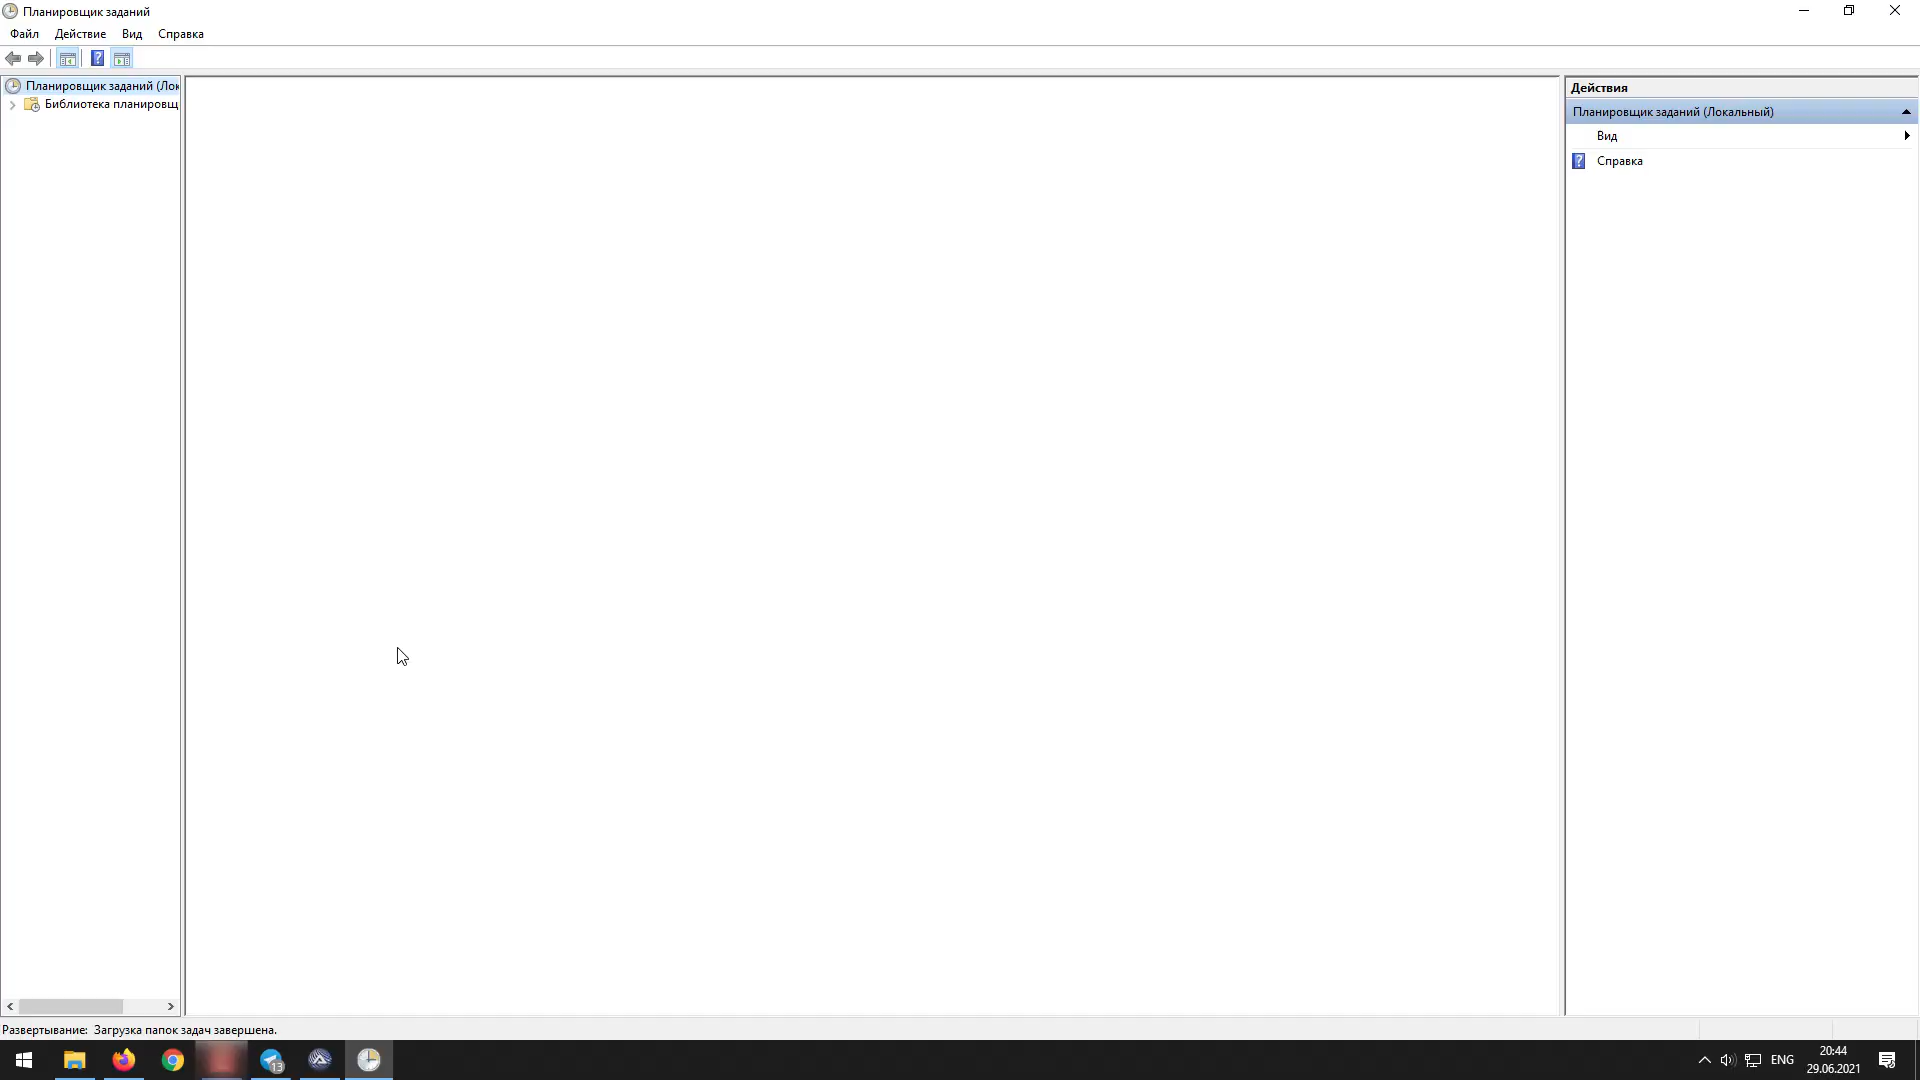 Планировщик заданий
Файл Действие Вид Справка
Планировщик заданий (Лок
Библиотека планировщ
Действия
Планировщик заданий (Локальный)
Вид
Справка
Развертывание: Загрузка папок задач завершена.
13
ENG
20:44
29.06.2021